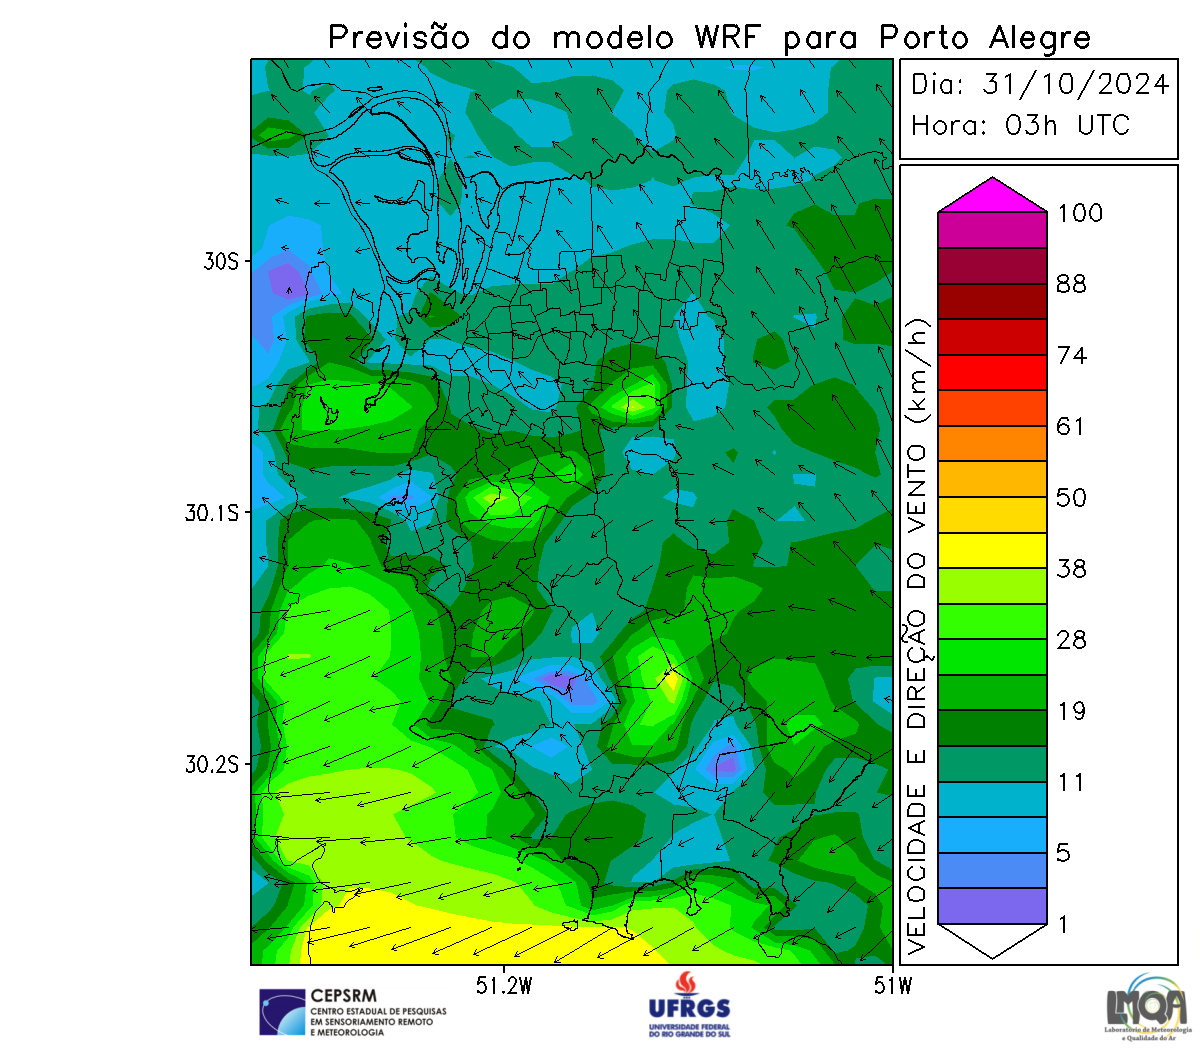 Previsão do modelo WRF para Porto Alegre
Dia: 31/10/2024
Hora: 03h UTC
30S
30.1S
30.2S
51.2W
51W
VELOCIDADE E DIREÇÃO DO VENTO (km/h)
100
88
74
61
50
38
28
19
11
5
1
CEPSRM
CENTRO ESTADUAL DE PESQUISAS
EM SENSORIAMENTO REMOTO
E METEOROLOGIA
UFRGS
UNIVERSIDADE FEDERAL
DO RIO GRANDE DO SUL
LMQA
Laboratório de Meteorologia
e Qualidade do Ar